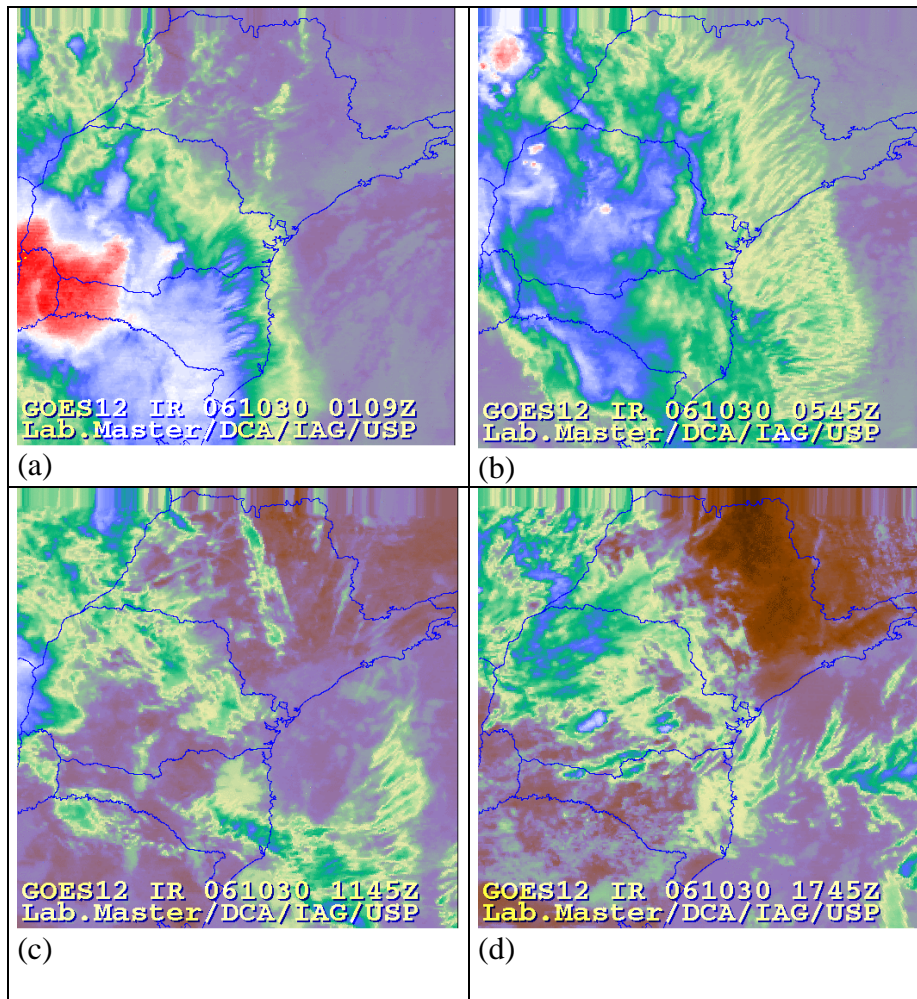 GOES12 IR 061030 0109Z
Lab.Master/DCA/IAG/USP
(a)
GOES12 IR 061030 0545Z
Lab.Master/DCA/IAG/USP
(b)
GOES12 IR 061030 1145Z
Lab.Master/DCA/IAG/USP
(c)
GOES12 IR 061030 1745Z
Lab.Master/DCA/IAG/USP
(d)